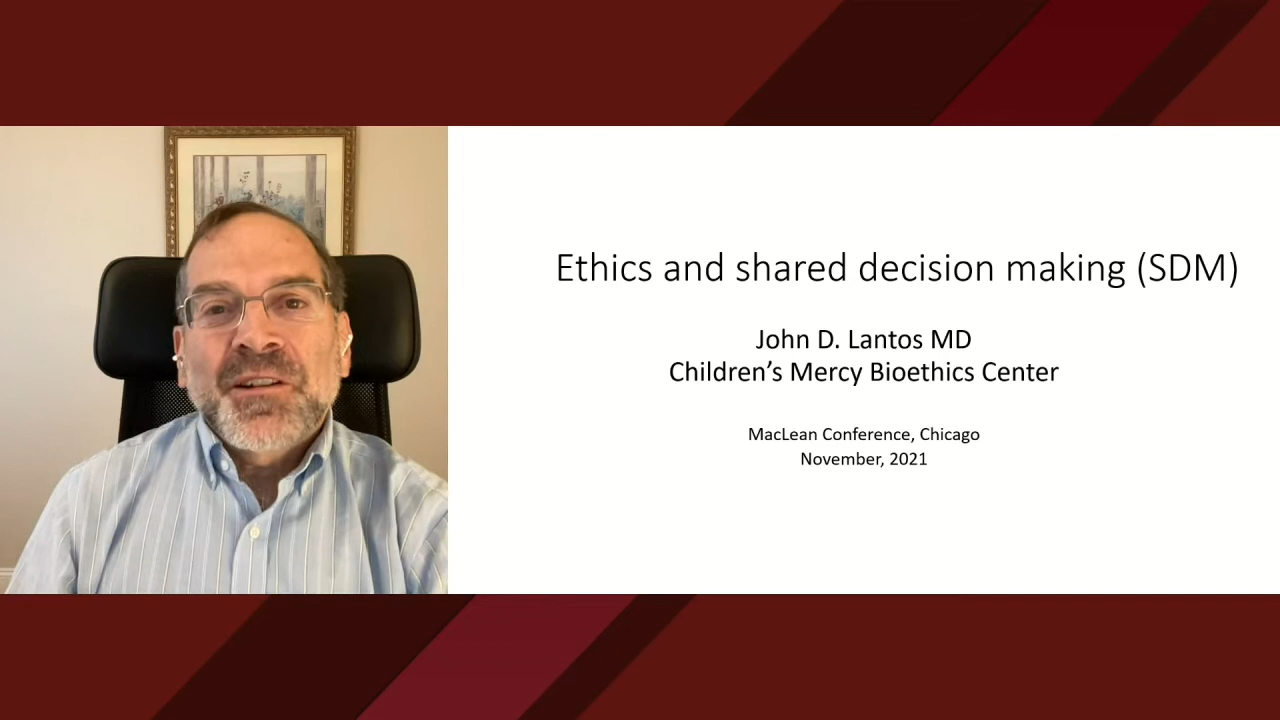 Ethics and shared decision making (SDM)
John D. Lantos MD
Children’s Mercy Bioethics Center
MacLean Conference, Chicago
November, 2021